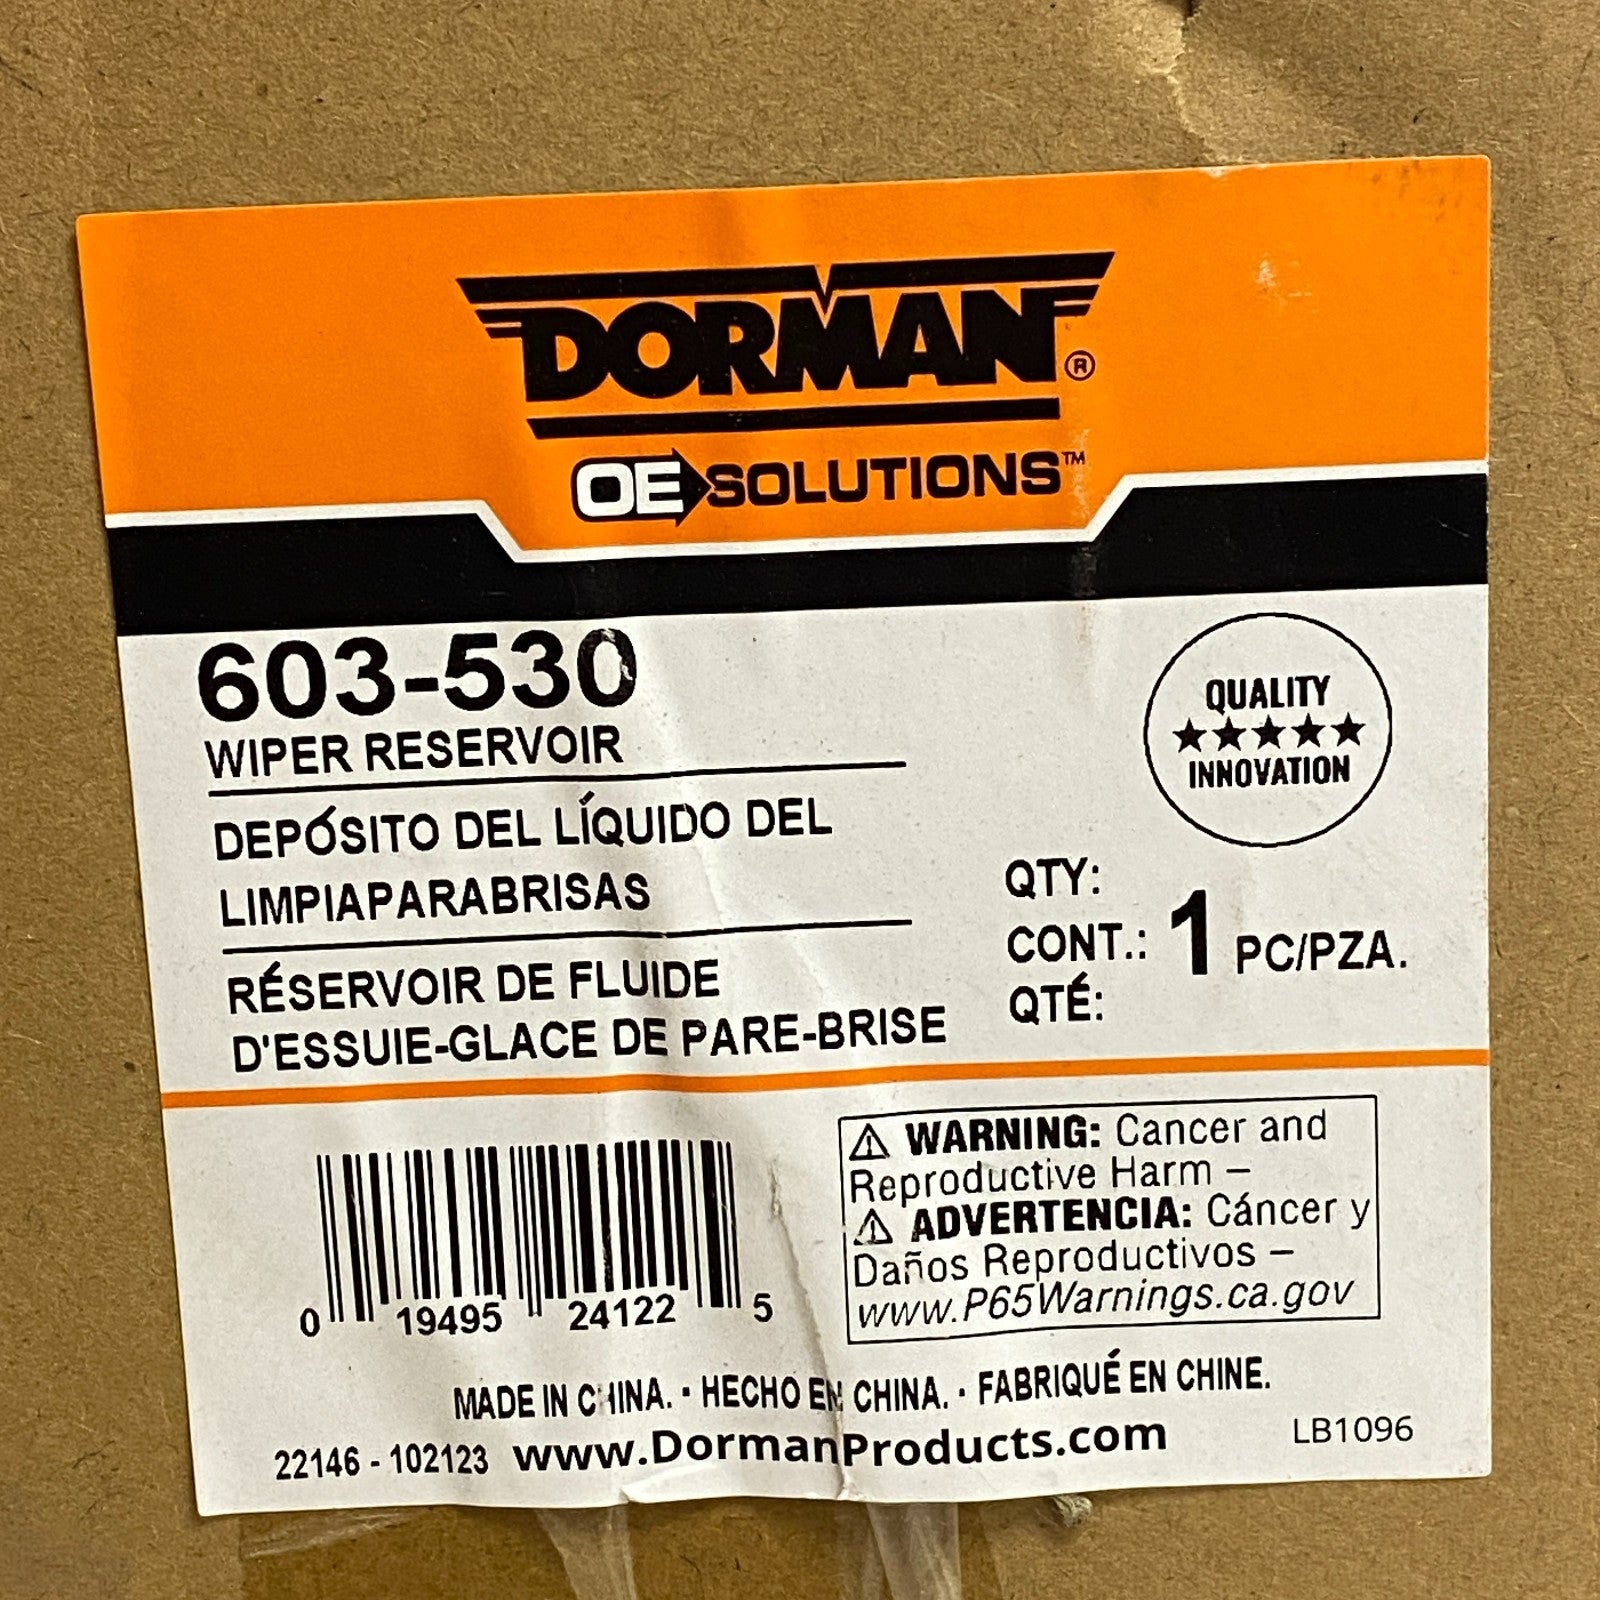 DORMAN®
OE SOLUTIONS™
603-530
WIPER RESERVOIR
DEPÓSITO DEL LÍQUIDO DEL
LIMPIAPARABRISAS
RÉSERVOIR DE FLUIDE
D'ESSUIE-GLACE DE PARE-BRISE
QUALITY
★★★★★
INNOVATION
QTY:
CONT.: 1 PC/PZA.
QTÉ:
0 19495 24122 5
⚠ WARNING: Cancer and
Reproductive Harm –
⚠ ADVERTENCIA: Cáncer y
Daños Reproductivos –
www.P65Warnings.ca.gov
MADE IN CHINA. · HECHO EN CHINA. · FABRIQUÉ EN CHINE.
22146 - 102123 www.DormanProducts.com LB1096